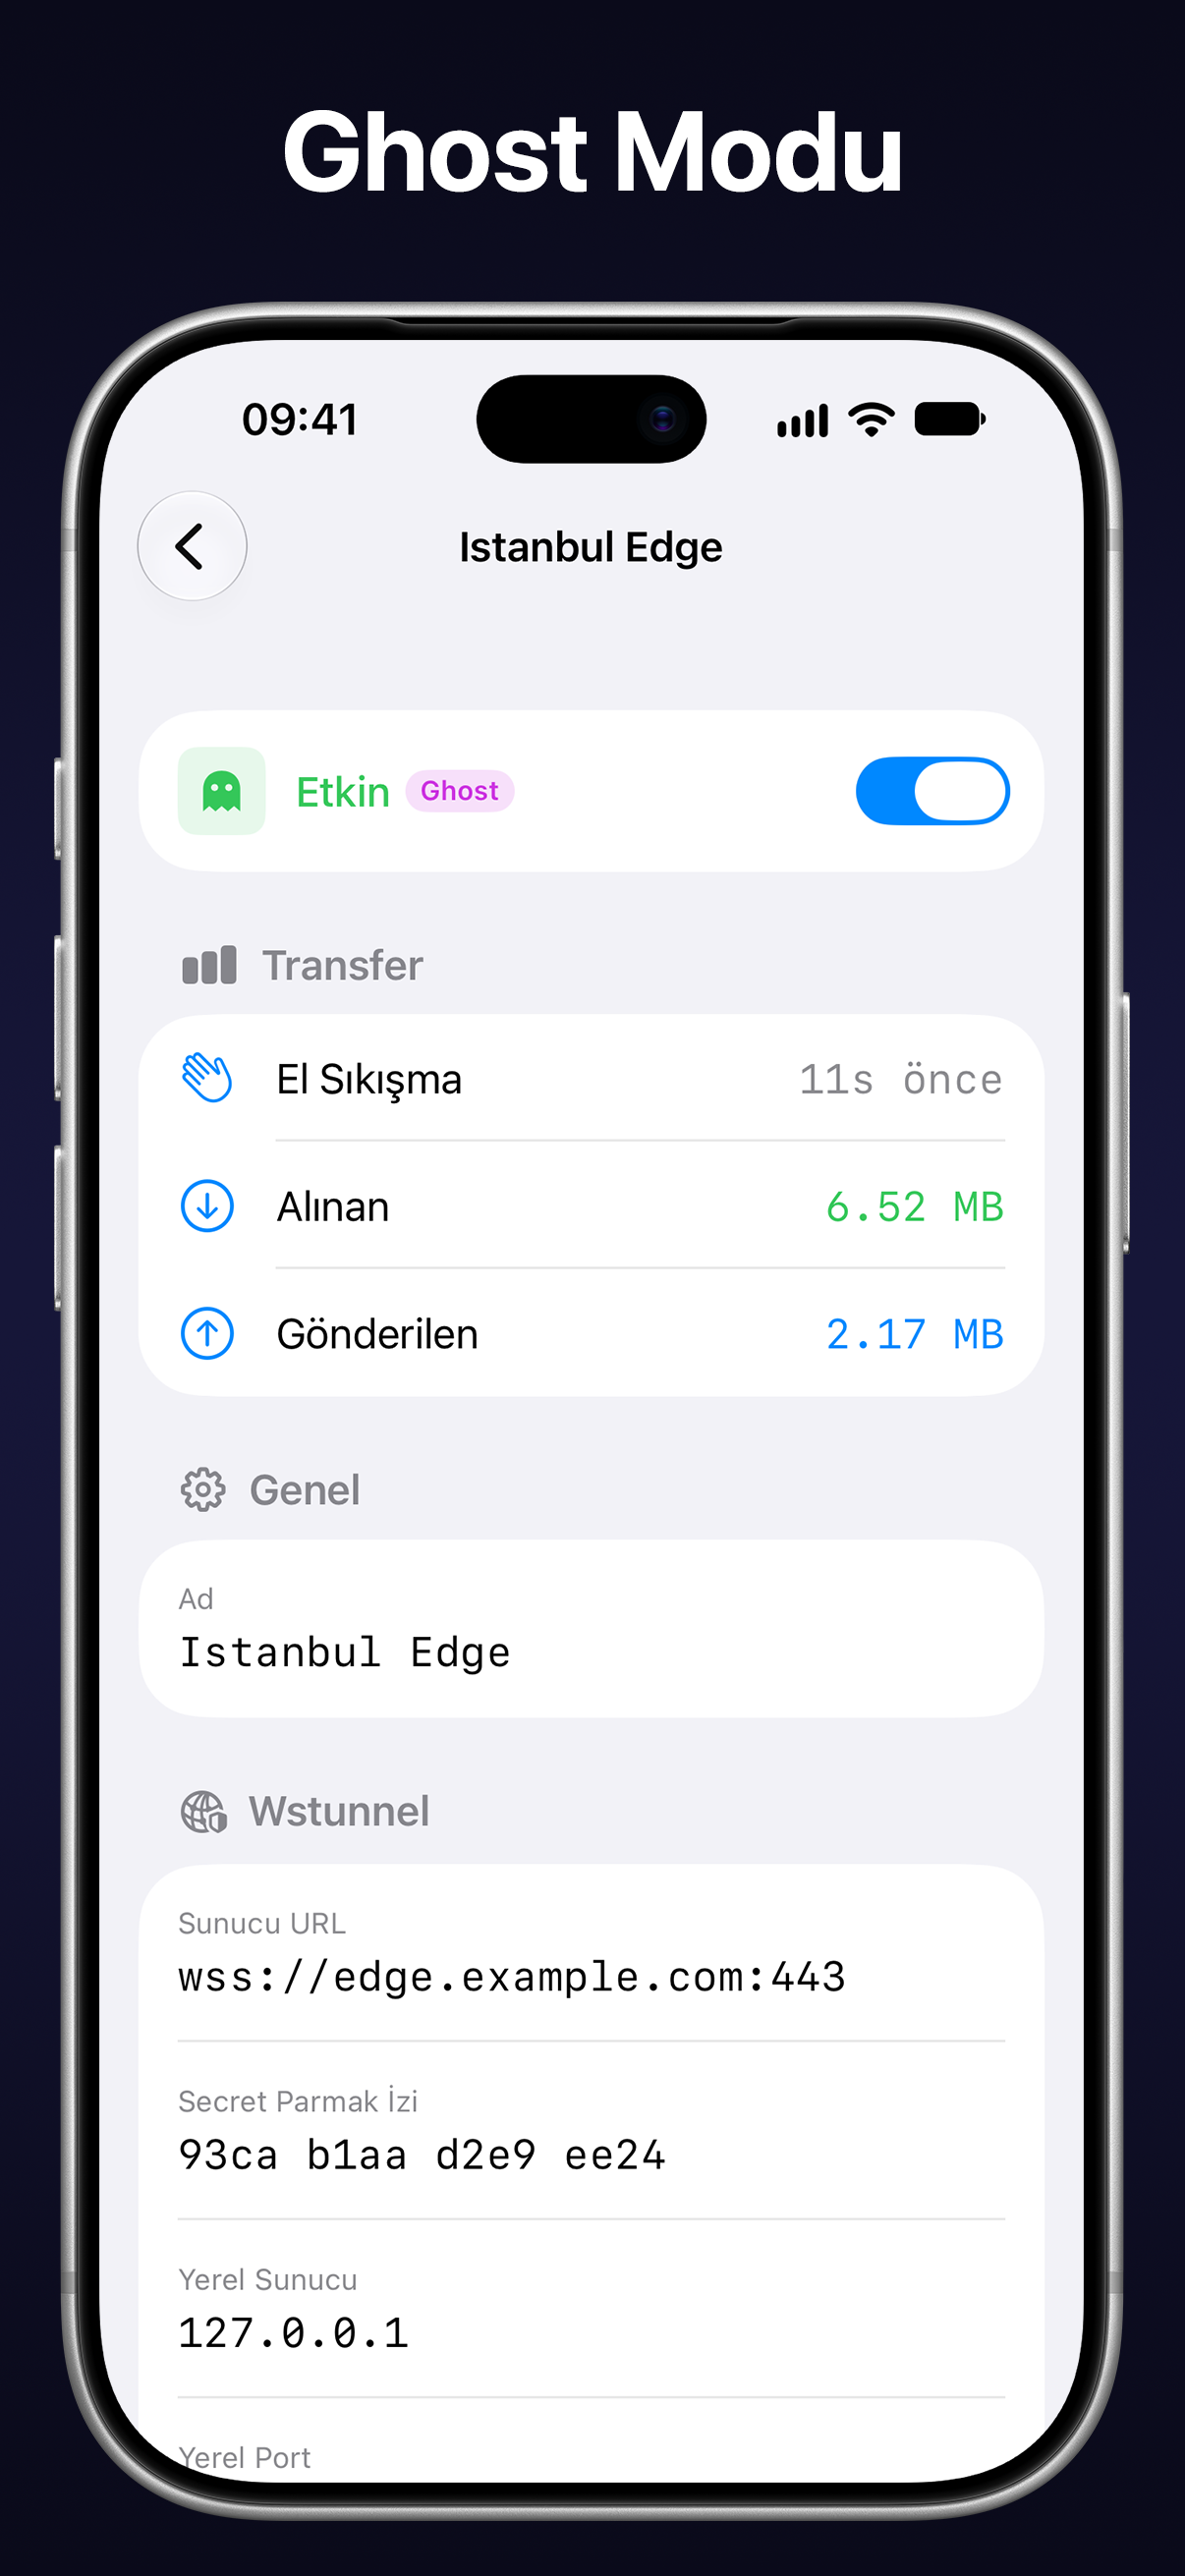 Ghost Modu
09:41
Istanbul Edge
Etkin Ghost
Transfer
El Sıkışma 11s önce
Alınan 6.52 MB
Gönderilen 2.17 MB
Genel
Ad
Istanbul Edge
Wstunnel
Sunucu URL
wss://edge.example.com:443
Secret Parmak İzi
93ca b1aa d2e9 ee24
Yerel Sunucu
127.0.0.1
Yerel Port